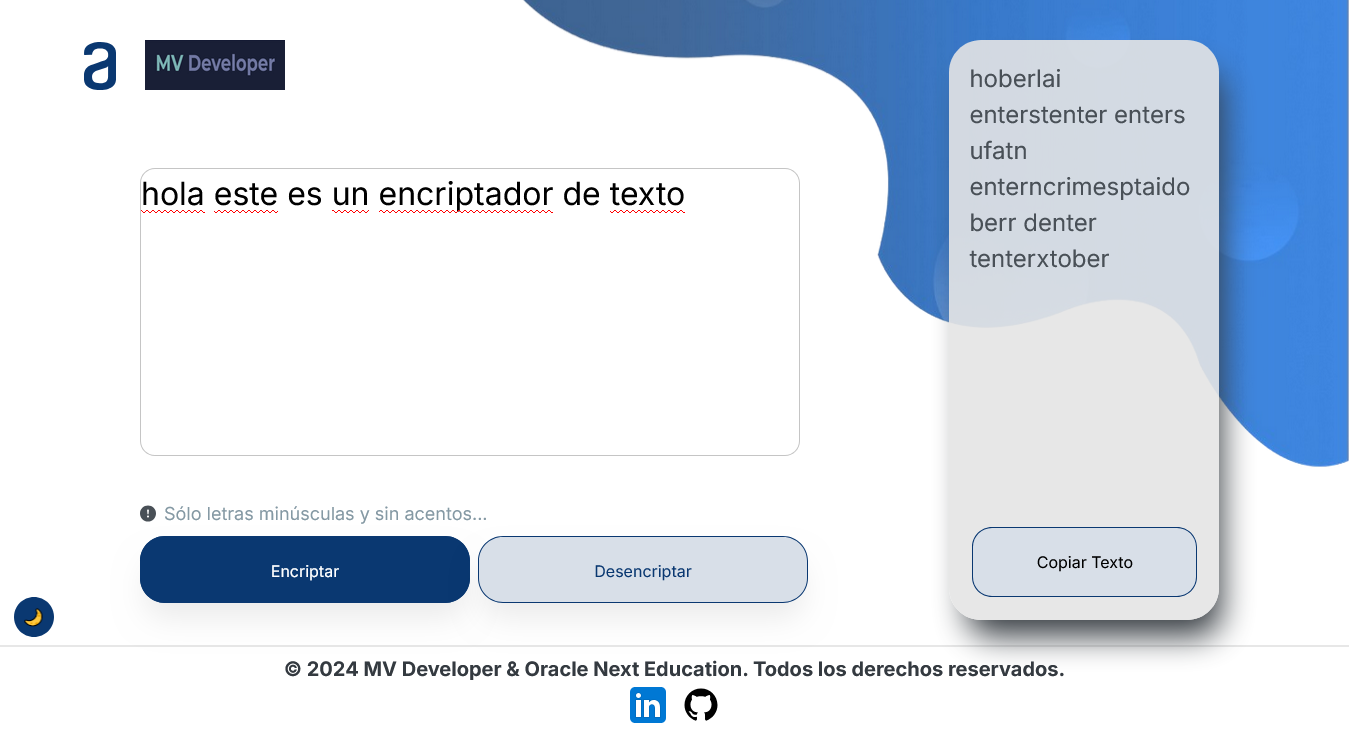 a
MV Developer
hola este es un encriptador de texto
Sólo letras minúsculas y sin acentos...
Encriptar
Desencriptar
hoberlai
enterstenter enters
ufatn
enterncrimesptaido
berr denter
tenterxtober
Copiar Texto
© 2024 MV Developer & Oracle Next Education. Todos los derechos reservados.
in